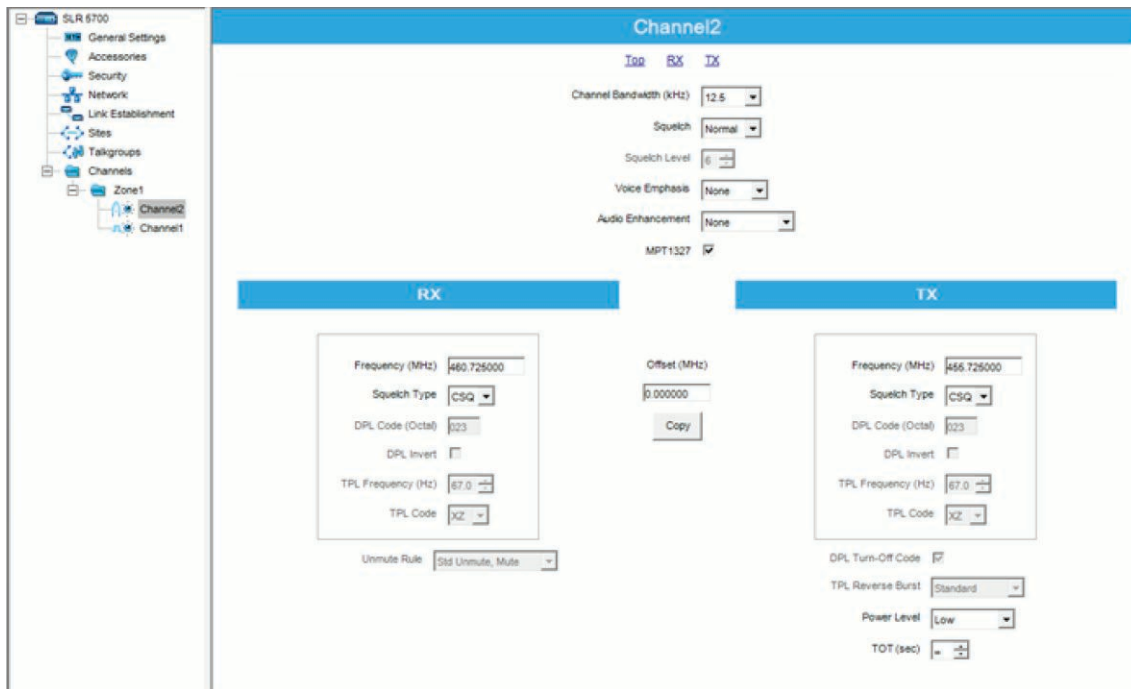 SLR 5700
General Settings
Accessories
Security
Network
Link Establishment
Sites
Talkgroups
Channels
Zone1
Channel2
Channel1
Channel2
Top RX TX
Channel Bandwidth (kHz) 12.5
Squelch Normal
Squelch Level 6
Voice Emphasis None
Audio Enhancement None
MPT1327
RX
Frequency (MHz) 460.725000
Squelch Type CSQ
DPL Code (Octal) 023
DPL Invert
TPL Frequency (Hz) 67.0
TPL Code XZ
Unmute Rule Std Unmute, Mute
Offset (MHz)
0.000000
Copy
TX
Frequency (MHz) 455.725000
Squelch Type CSQ
DPL Code (Octal) 023
DPL Invert
TPL Frequency (Hz) 67.0
TPL Code XZ
DPL Turn-Off Code
TPL Reverse Burst Standard
Power Level Low
TOT (sec) ∞